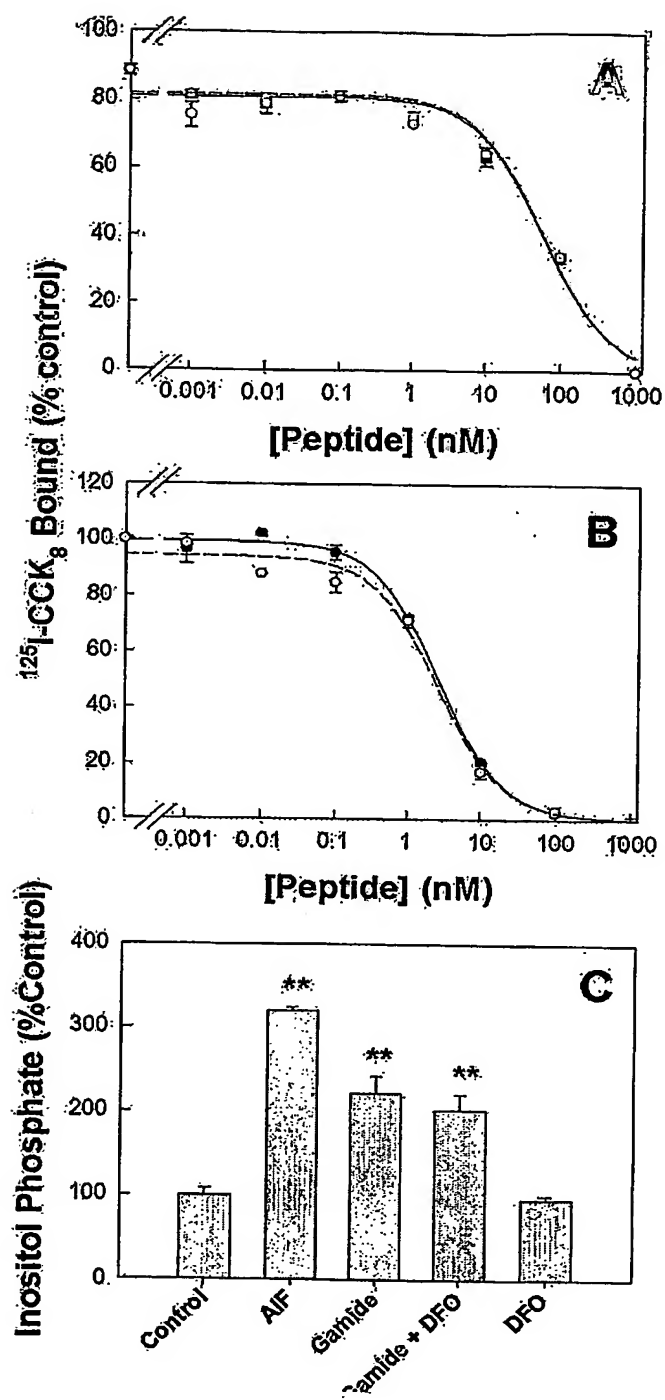 100
80
60
40
20
0
A
0.001 0.01 0.1 1 10 100 1000
[Peptide] (nM)
125I-CCK8 Bound (% control)
120
100
80
60
40
20
0
B
0.001 0.01 0.1 1 10 100 1000
[Peptide] (nM)
Inositol Phosphate (%Control)
400
300
200
100
0
C
**
**
**
Control
AlF
Gamide
Gamide + DFO
DFO